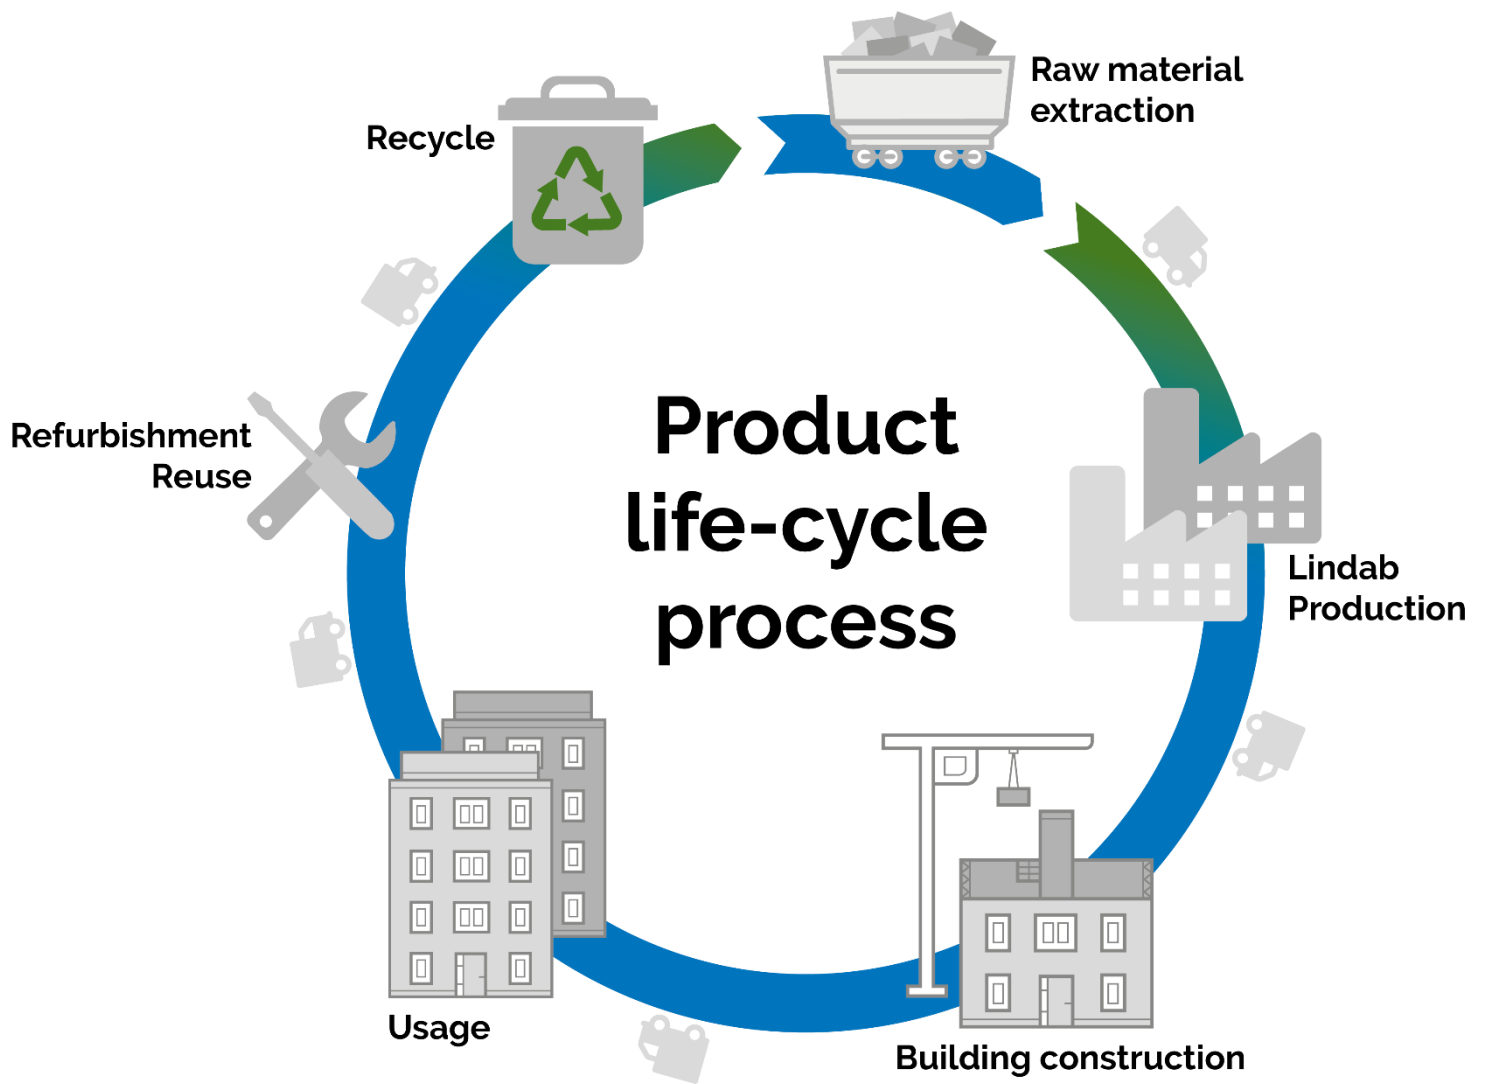 Product
life-cycle
process
Raw material
extraction
Lindab
Production
Building construction
Usage
Refurbishment
Reuse
Recycle